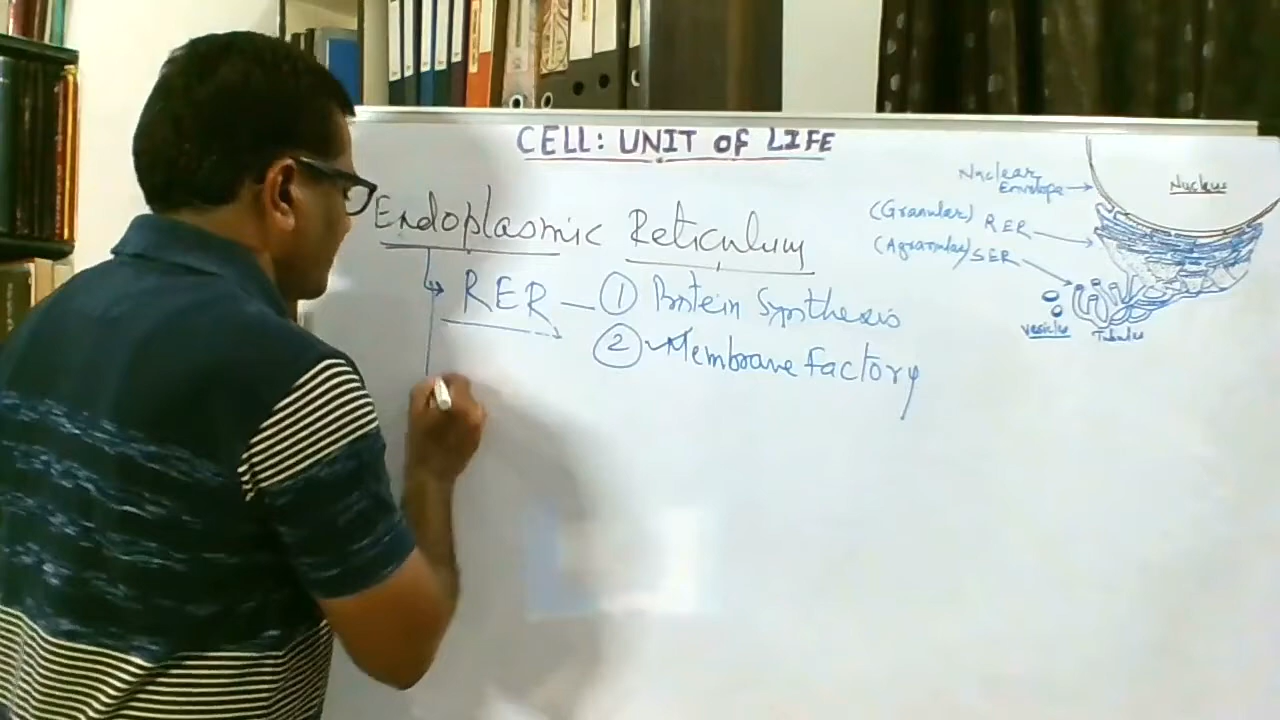 CELL: UNIT OF LIFE
Endoplasmic Reticulum
RER — ① Protein Synthesis
② Membrane factory
Nuclear
Envelope
Nucleus
(Granular) RER
(Agranular) SER
Vesicles
Tubules